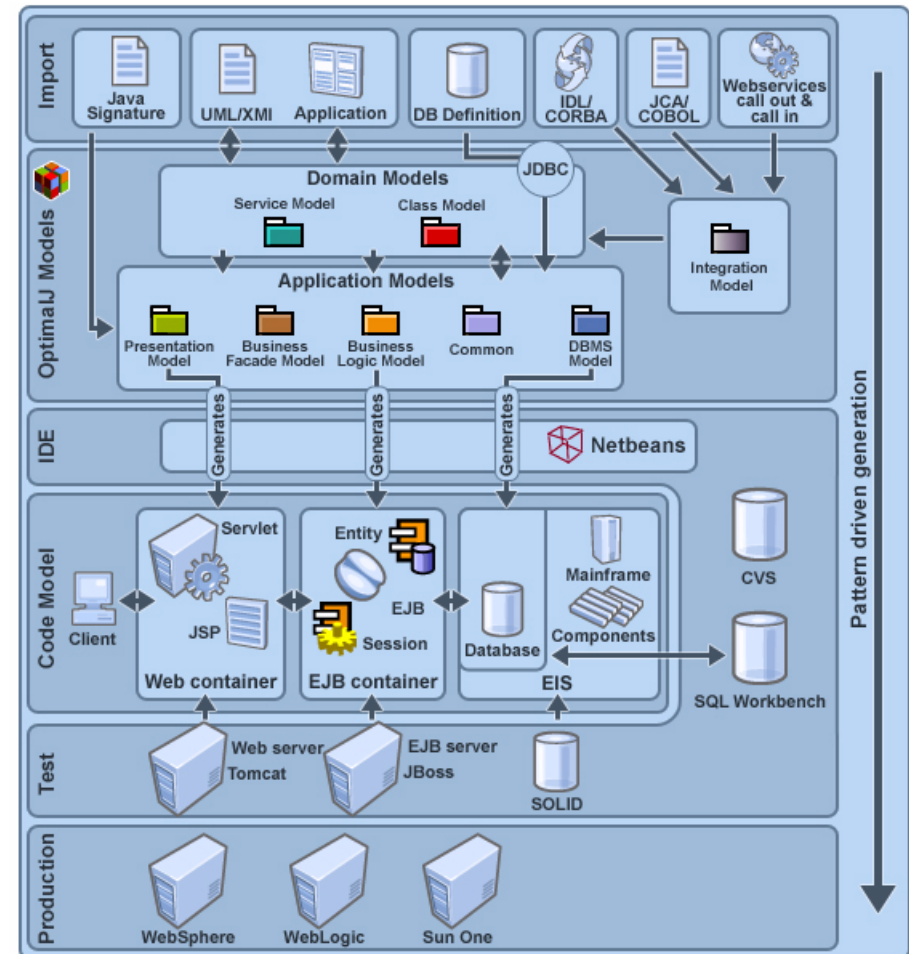 Import
Java
Signature
UML/XMI
Application
DB Definition
IDL/
CORBA
JCA/
COBOL
Webservices
call out &
call in
OptimalJ Models
JDBC
Domain Models
Service Model
Class Model
Integration
Model
Application Models
Presentation
Model
Business
Facade Model
Business
Logic Model
Common
DBMS
Model
Generates
Generates
Generates
IDE
Netbeans
Code Model
Client
Servlet
JSP
Web container
Entity
EJB
Session
EJB container
Mainframe
Components
Database
EIS
CVS
SQL Workbench
Test
Web server
Tomcat
EJB server
JBoss
SOLID
Production
WebSphere
WebLogic
Sun One
Pattern driven generation